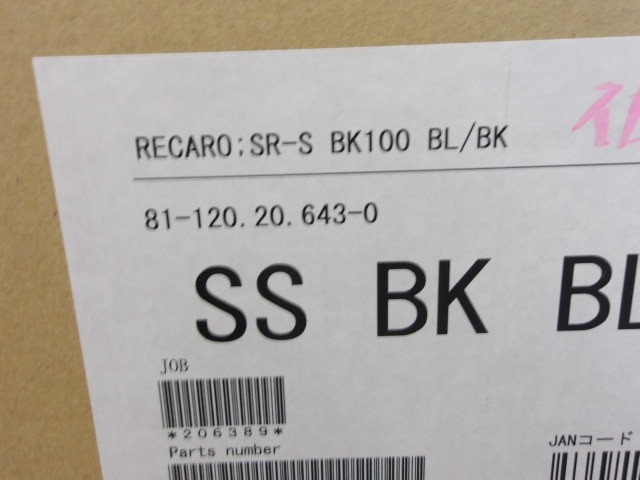 RECARO;SR-S BK100 BL/BK
81-120.20.643-0
SS BK BL
JOB
*206389*
Parts number
JANコード